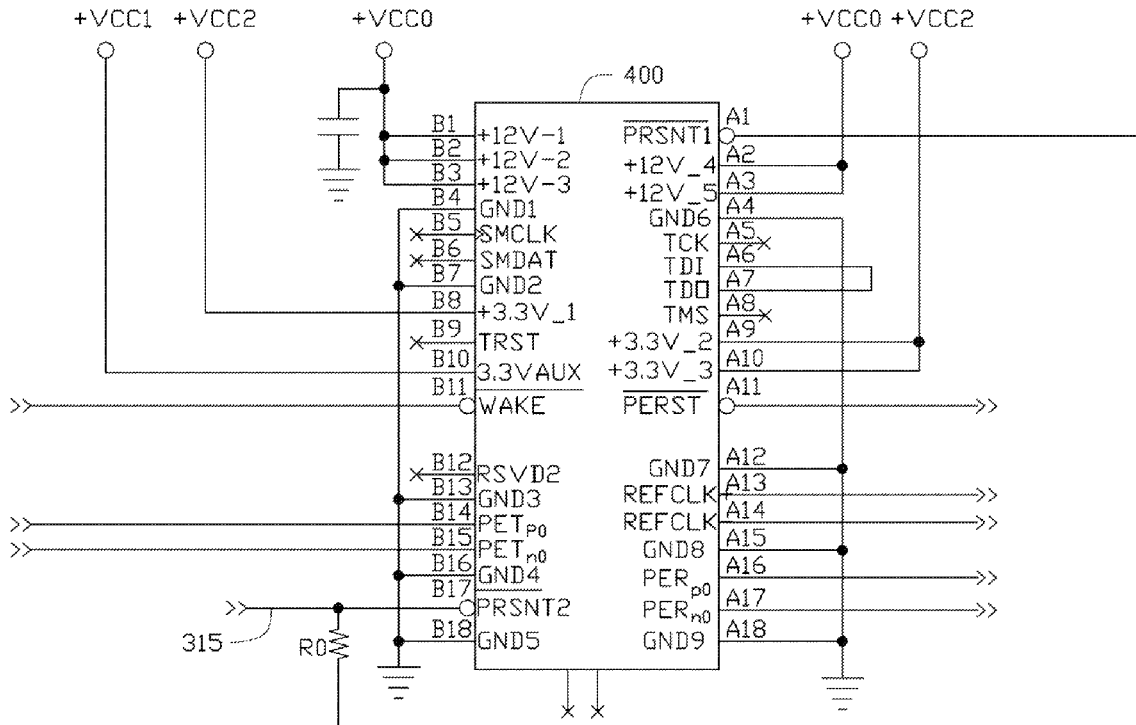 +VCC1 +VCC2 +VCC0 +VCC0 +VCC2
400
B1 +12V-1 PRSNT1 A1
B2 +12V-2 +12V_4 A2
B3 +12V-3 +12V_5 A3
B4 GND1 GND6 A4
B5 SMCLK TCK A5
B6 SMDAT TDI A6
B7 GND2 TDO A7
B8 +3.3V_1 TMS A8
B9 TRST +3.3V_2 A9
B10 3.3VAUX +3.3V_3 A10
B11 WAKE PERST A11
B12 RSVD2 GND7 A12
B13 GND3 REFCLK+ A13
B14 PETp0 REFCLK A14
B15 PETn0 GND8 A15
B16 GND4 PERp0 A16
B17 PRSNT2 PERn0 A17
B18 GND5 GND9 A18
315 R0